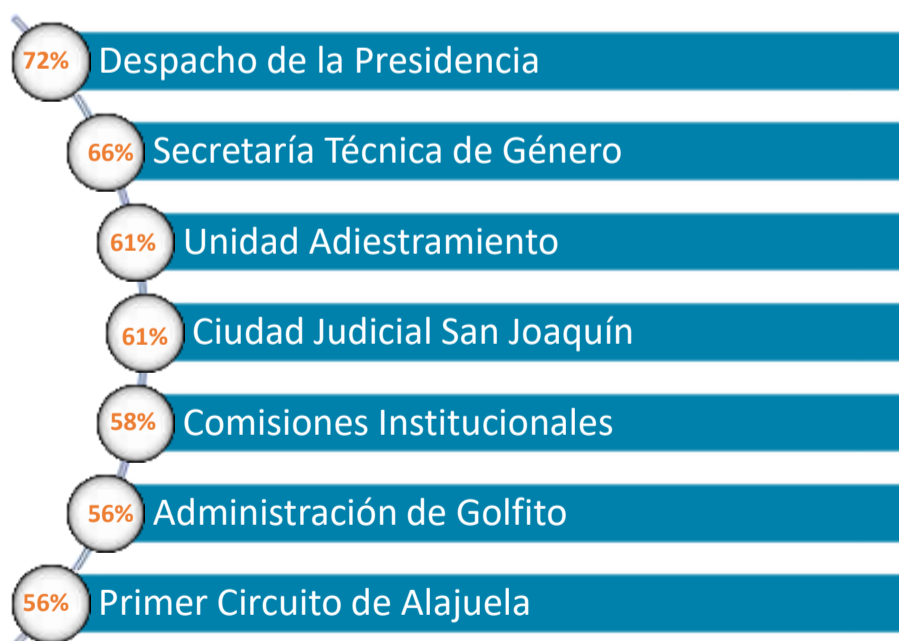 72% Despacho de la Presidencia
66% Secretaría Técnica de Género
61% Unidad Adiestramiento
61% Ciudad Judicial San Joaquín
58% Comisiones Institucionales
56% Administración de Golfito
56% Primer Circuito de Alajuela